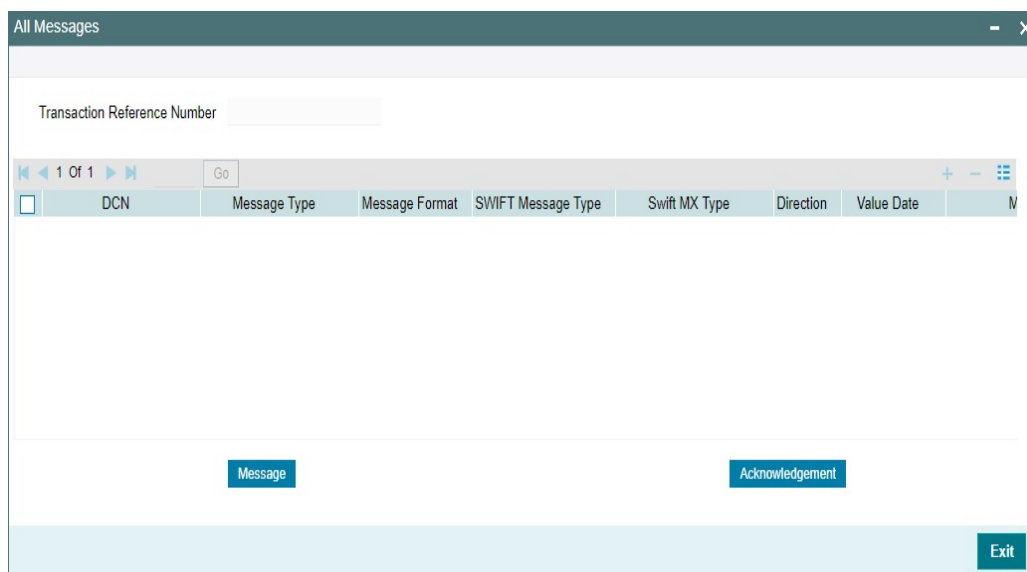 All Messages
Transaction Reference Number
1 Of 1 Go
DCN Message Type Message Format SWIFT Message Type Swift MX Type Direction Value Date M
Message Acknowledgement
Exit